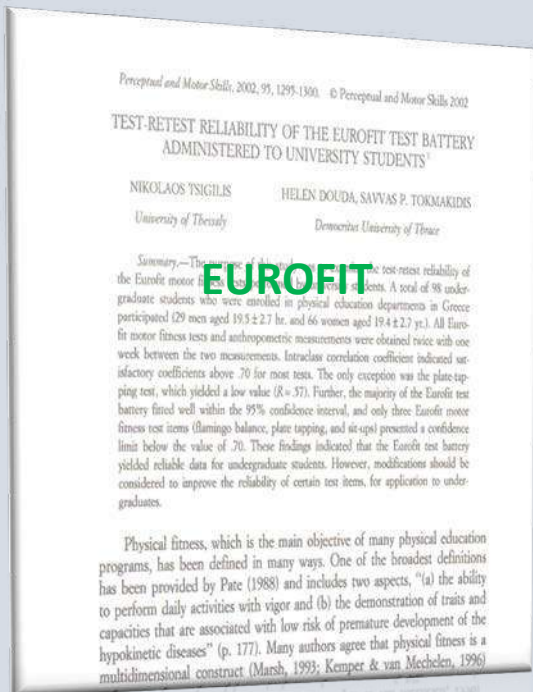 Perceptual and Motor Skills, 2002, 95, 1295-1300. © Perceptual and Motor Skills 2002
TEST-RETEST RELIABILITY OF THE EUROFIT TEST BATTERY
ADMINISTERED TO UNIVERSITY STUDENTS¹
NIKOLAOS TSIGILIS HELEN DOUDA, SAVVAS P. TOKMAKIDIS
University of Thessaly Democritus University of Thrace
Summary.—The of the test-retest reliability of
EUROFIT
the Eurofit motor students. A total of 98 under-
graduate students who were enrolled in physical education departments in Greece
participated (29 men aged 19.5 ± 2.7 hr. and 66 women aged 19.4 ± 2.7 yr.). All Euro-
fit motor fitness tests and anthropometric measurements were obtained twice with one
week between the two measurements. Intraclass correlation coefficient indicated sat-
isfactory coefficients above .70 for most tests. The only exception was the plate-tap-
ping test, which yielded a low value (R = .57). Further, the majority of the Eurofit test
battery fitted well within the 95% confidence interval, and only three Eurofit motor
fitness test items (flamingo balance, plate tapping, and sit-ups) presented a confidence
limit below the value of .70. These findings indicated that the Eurofit test battery
yielded reliable data for undergraduate students. However, modifications should be
considered to improve the reliability of certain test items, for application to under-
graduates.
Physical fitness, which is the main objective of many physical education
programs, has been defined in many ways. One of the broadest definitions
has been provided by Pate (1988) and includes two aspects, "(a) the ability
to perform daily activities with vigor and (b) the demonstration of traits and
capacities that are associated with low risk of premature development of the
hypokinetic diseases" (p. 177). Many authors agree that physical fitness is a
multidimensional construct (Marsh, 1993; Kemper & van Mechelen, 1996)